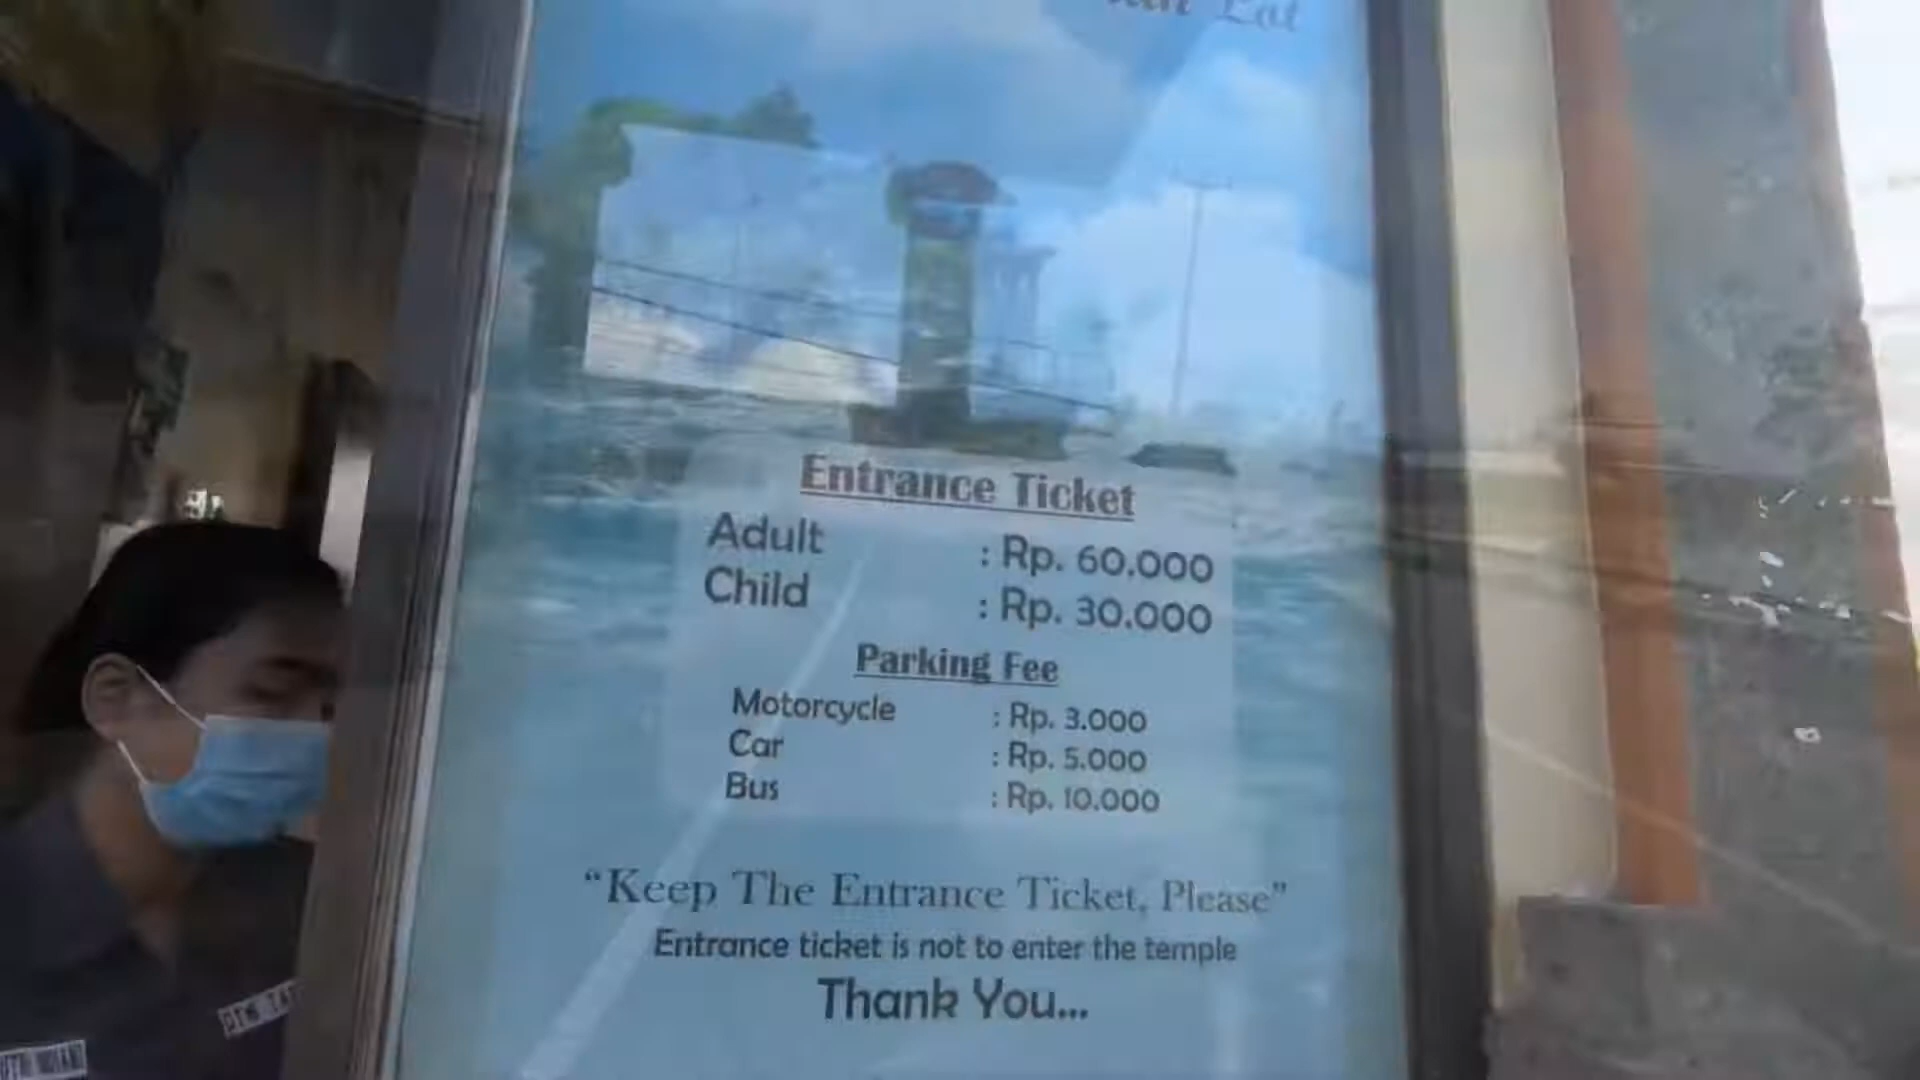 Lot
Entrance Ticket
Adult : Rp. 60.000
Child : Rp. 30.000
Parking Fee
Motorcycle : Rp. 3.000
Car : Rp. 5.000
Bus : Rp. 10.000
“Keep The Entrance Ticket, Please”
Entrance ticket is not to enter the temple
Thank You...